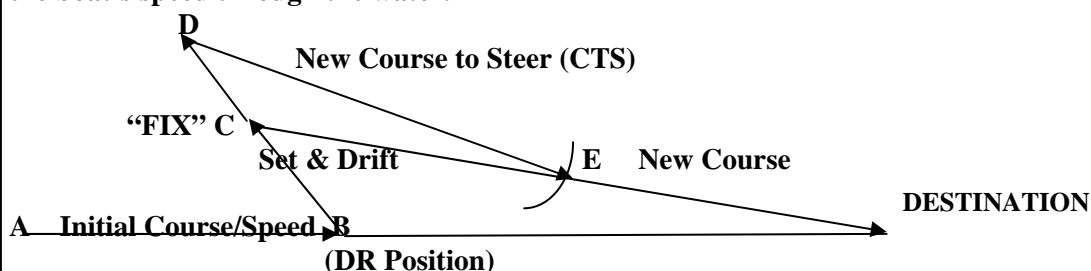 D
New Course to Steer (CTS)
“FIX” C
Set & Drift
E New Course
DESTINATION
A Initial Course/Speed B
(DR Position)